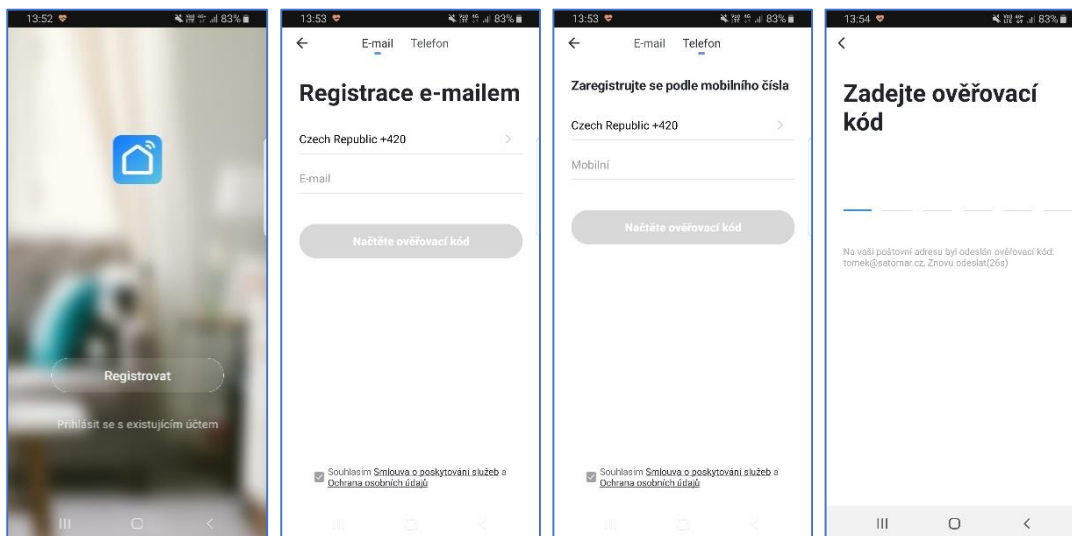 13:52
83%
Registrovat
Přihlásit se s existujícím účtem
13:53
83%
E-mail Telefon
Registrace e-mailem
Czech Republic +420
E-mail
Načtěte ověřovací kód
Souhlasím Smlouva o poskytování služeb a
Ochrana osobních údajů
13:53
83%
E-mail Telefon
Zaregistrujte se podle mobilního čísla
Czech Republic +420
Mobilní
Načtěte ověřovací kód
Souhlasím Smlouva o poskytování služeb a
Ochrana osobních údajů
13:54
83%
Zadejte ověřovací
kód
Na vaši poštovní adresu byl odeslán ověřovací kód:
tomek@satomar.cz, Znovu odeslat(26s)